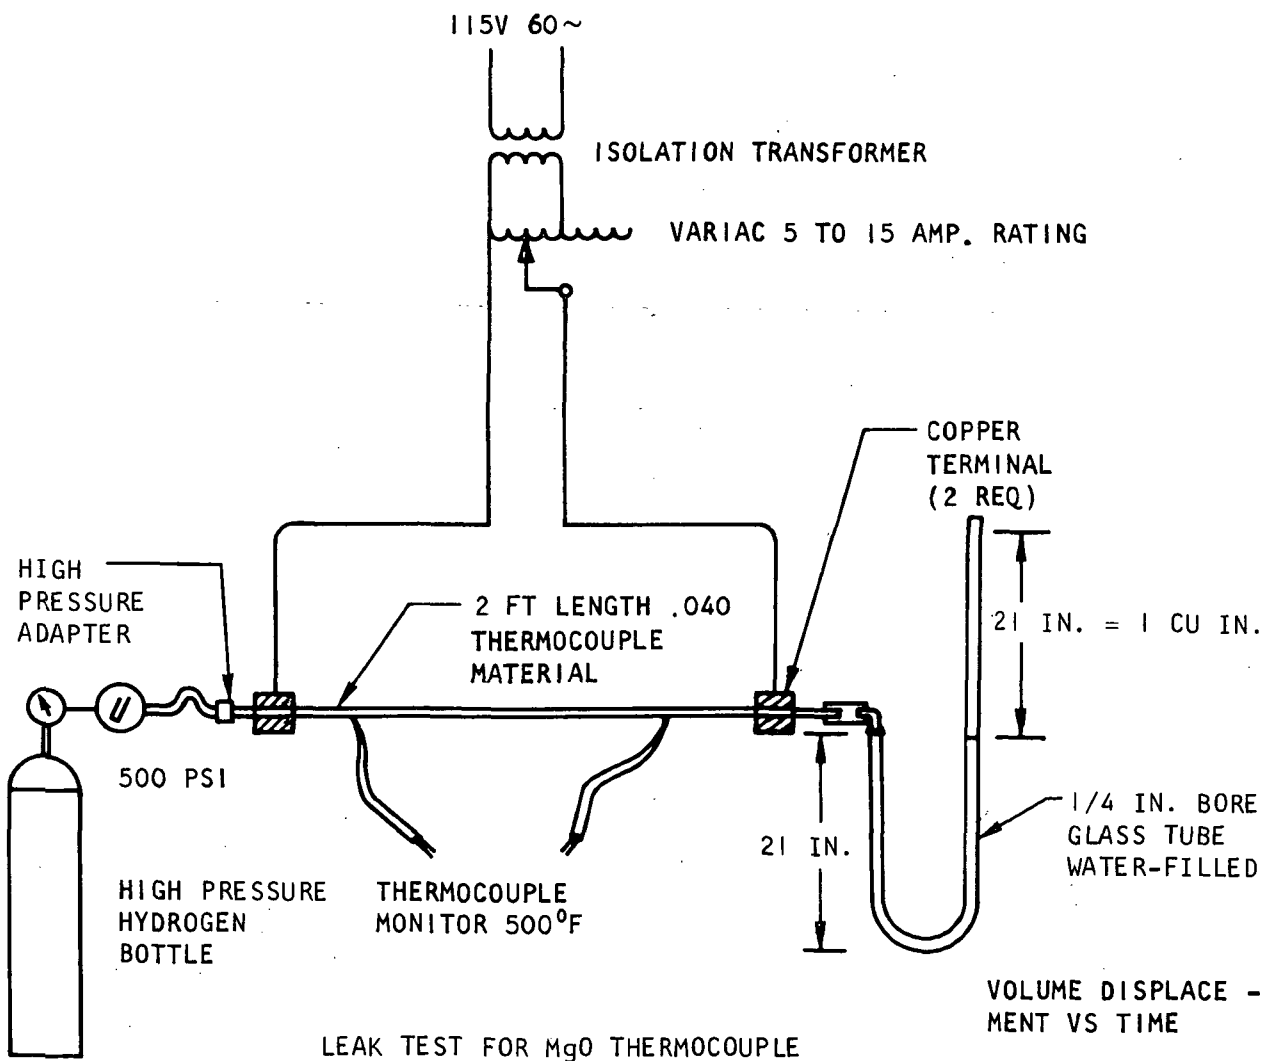 115V 60~
ISOLATION TRANSFORMER
VARIAC 5 TO 15 AMP. RATING
COPPER
TERMINAL
(2 REQ)
HIGH
PRESSURE
ADAPTER
2 FT LENGTH .040
THERMOCOUPLE
MATERIAL
21 IN. = 1 CU IN.
500 PSI
21 IN.
1/4 IN. BORE
GLASS TUBE
WATER-FILLED
HIGH PRESSURE
HYDROGEN
BOTTLE
THERMOCOUPLE
MONITOR 500°F
VOLUME DISPLACE -
MENT VS TIME
LEAK TEST FOR MgO THERMOCOUPLE